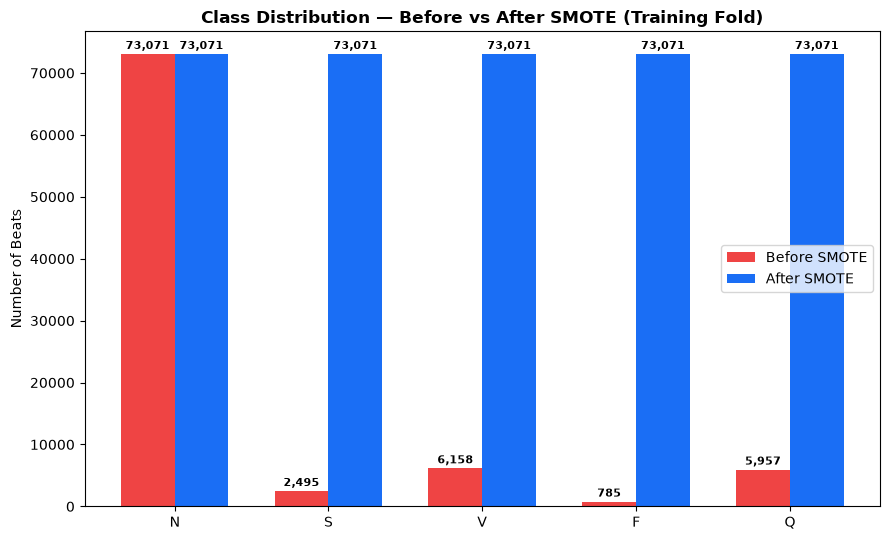 Class Distribution — Before vs After SMOTE (Training Fold)
73,071 73,071 73,071 73,071 73,071 73,071
70000
60000
50000
40000
30000
20000
10000
0
Number of Beats
Before SMOTE
After SMOTE
2,495
6,158
785
5,957
N S V F Q